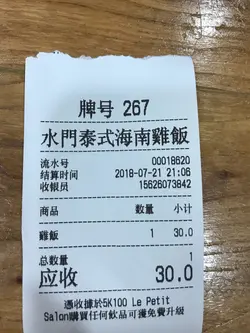 牌号 267
水門泰式海南雞飯
流水号 00018620
结算时间 2018-07-21 21:06
收银员 15626073842
商品 数量 小计
雞飯 1 30.0
总数量 1
应收 30.0
憑收據於5K100 Le Petit
Salon購買任何飲品可獲免費升級